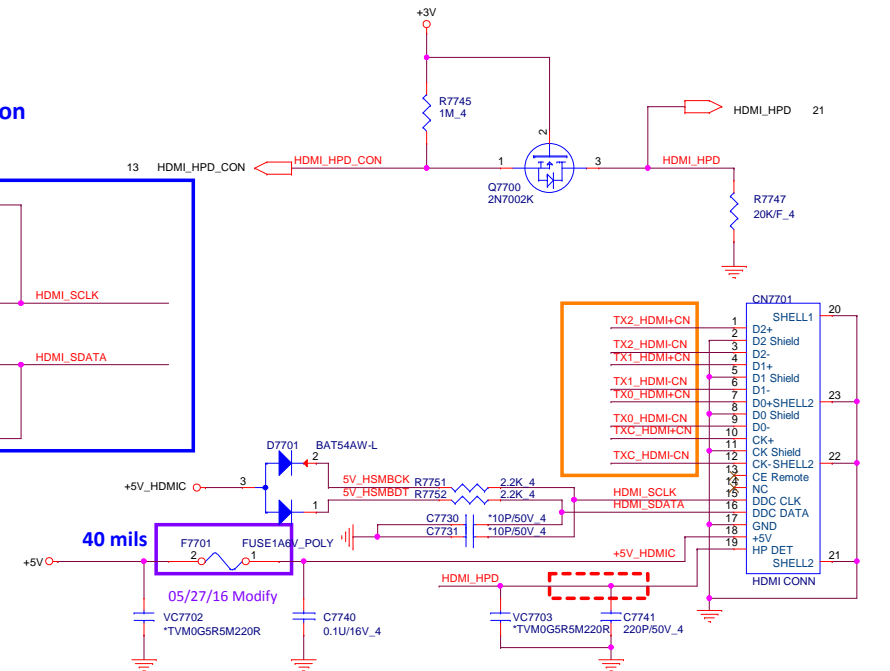 +3V
on
R7745
1M_4
2
HDMI_HPD 21
13 HDMI_HPD_CON
HDMI_HPD_CON
1
3
HDMI_HPD
Q7700
2N7002K
R7747
20K/F_4
HDMI_SCLK
HDMI_SDATA
CN7701
TX2_HDMI+CN
1
D2+
SHELL1
20
2
D2 Shield
TX2_HDMI-CN
3
D2-
TX1_HDMI+CN
4
D1+
5
D1 Shield
TX1_HDMI-CN
6
D1-
TX0_HDMI+CN
7
D0+SHELL2
23
8
D0 Shield
TX0_HDMI-CN
9
D0-
TXC_HDMI+CN
10
CK+
11
CK Shield
TXC_HDMI-CN
12
CK-SHELL2
22
13
CE Remote
14
NC
HDMI_SCLK
15
DDC CLK
HDMI_SDATA
16
DDC DATA
17
GND
18
+5V
19
HP DET
SHELL2
21
HDMI CONN
D7701 BAT54AW-L
2
+5V_HDMIC
3
1
5V_HSMBCK R7751 2.2K_4
5V_HSMBDT R7752 2.2K_4
C7730 *10P/50V_4
C7731 *10P/50V_4
40 mils
F7701 FUSE1A6V_POLY
+5V
2
1
+5V_HDMIC
05/27/16 Modify
VC7702
*TVM0G5R5M220R
C7740
0.1U/16V_4
HDMI_HPD
VC7703
*TVM0G5R5M220R
C7741
220P/50V_4